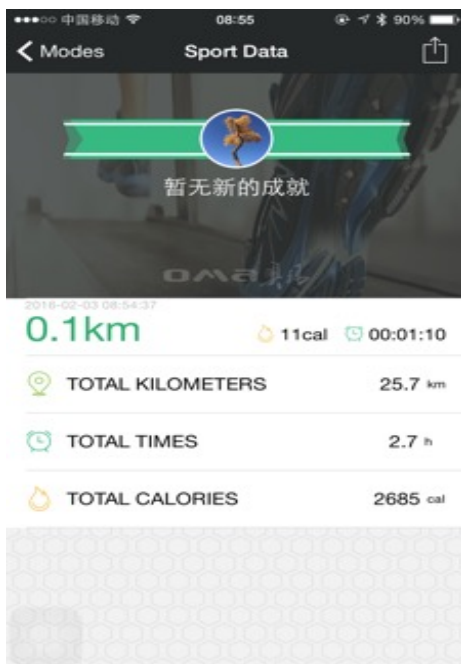 中国移动 08:55 90%
Modes Sport Data
暂无新的成就
2016-02-03 08:54:37
0.1km 11cal 00:01:10
TOTAL KILOMETERS 25.7 km
TOTAL TIMES 2.7 h
TOTAL CALORIES 2685 cal